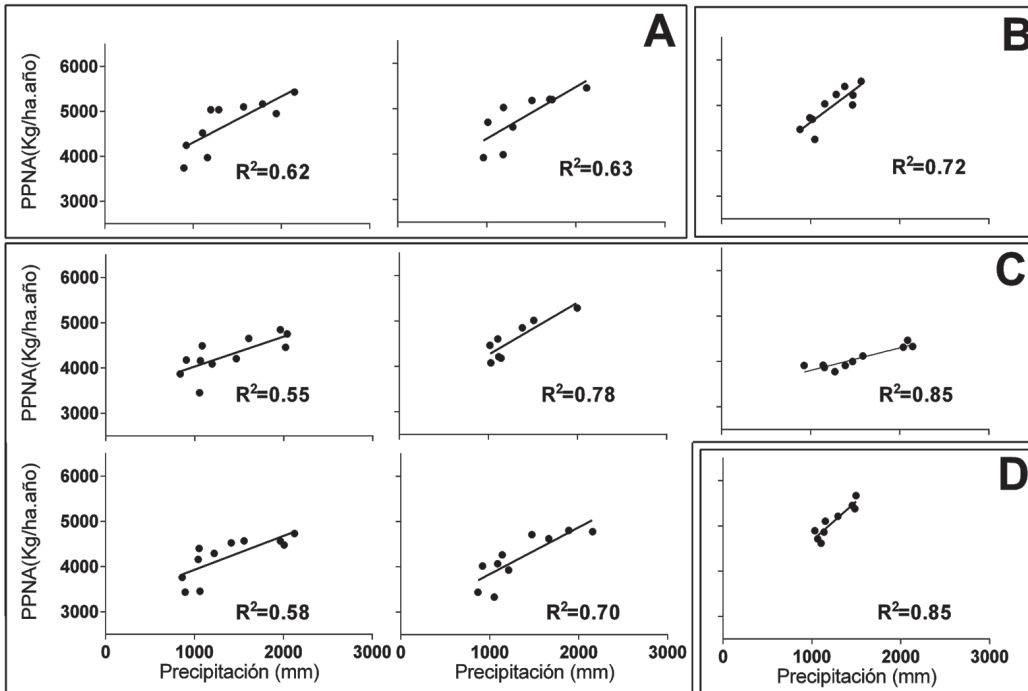 A
B
PPNA(Kg/ha.año)
6000
5000
4000
3000
R²=0.62
R²=0.63
R²=0.72
C
PPNA(Kg/ha.año)
6000
5000
4000
3000
R²=0.55
R²=0.78
R²=0.85
D
PPNA(Kg/ha.año)
6000
5000
4000
3000
R²=0.58
R²=0.70
R²=0.85
0 1000 2000 3000
0 1000 2000 3000
0 1000 2000 3000
Precipitación (mm)
Precipitación (mm)
Precipitación (mm)